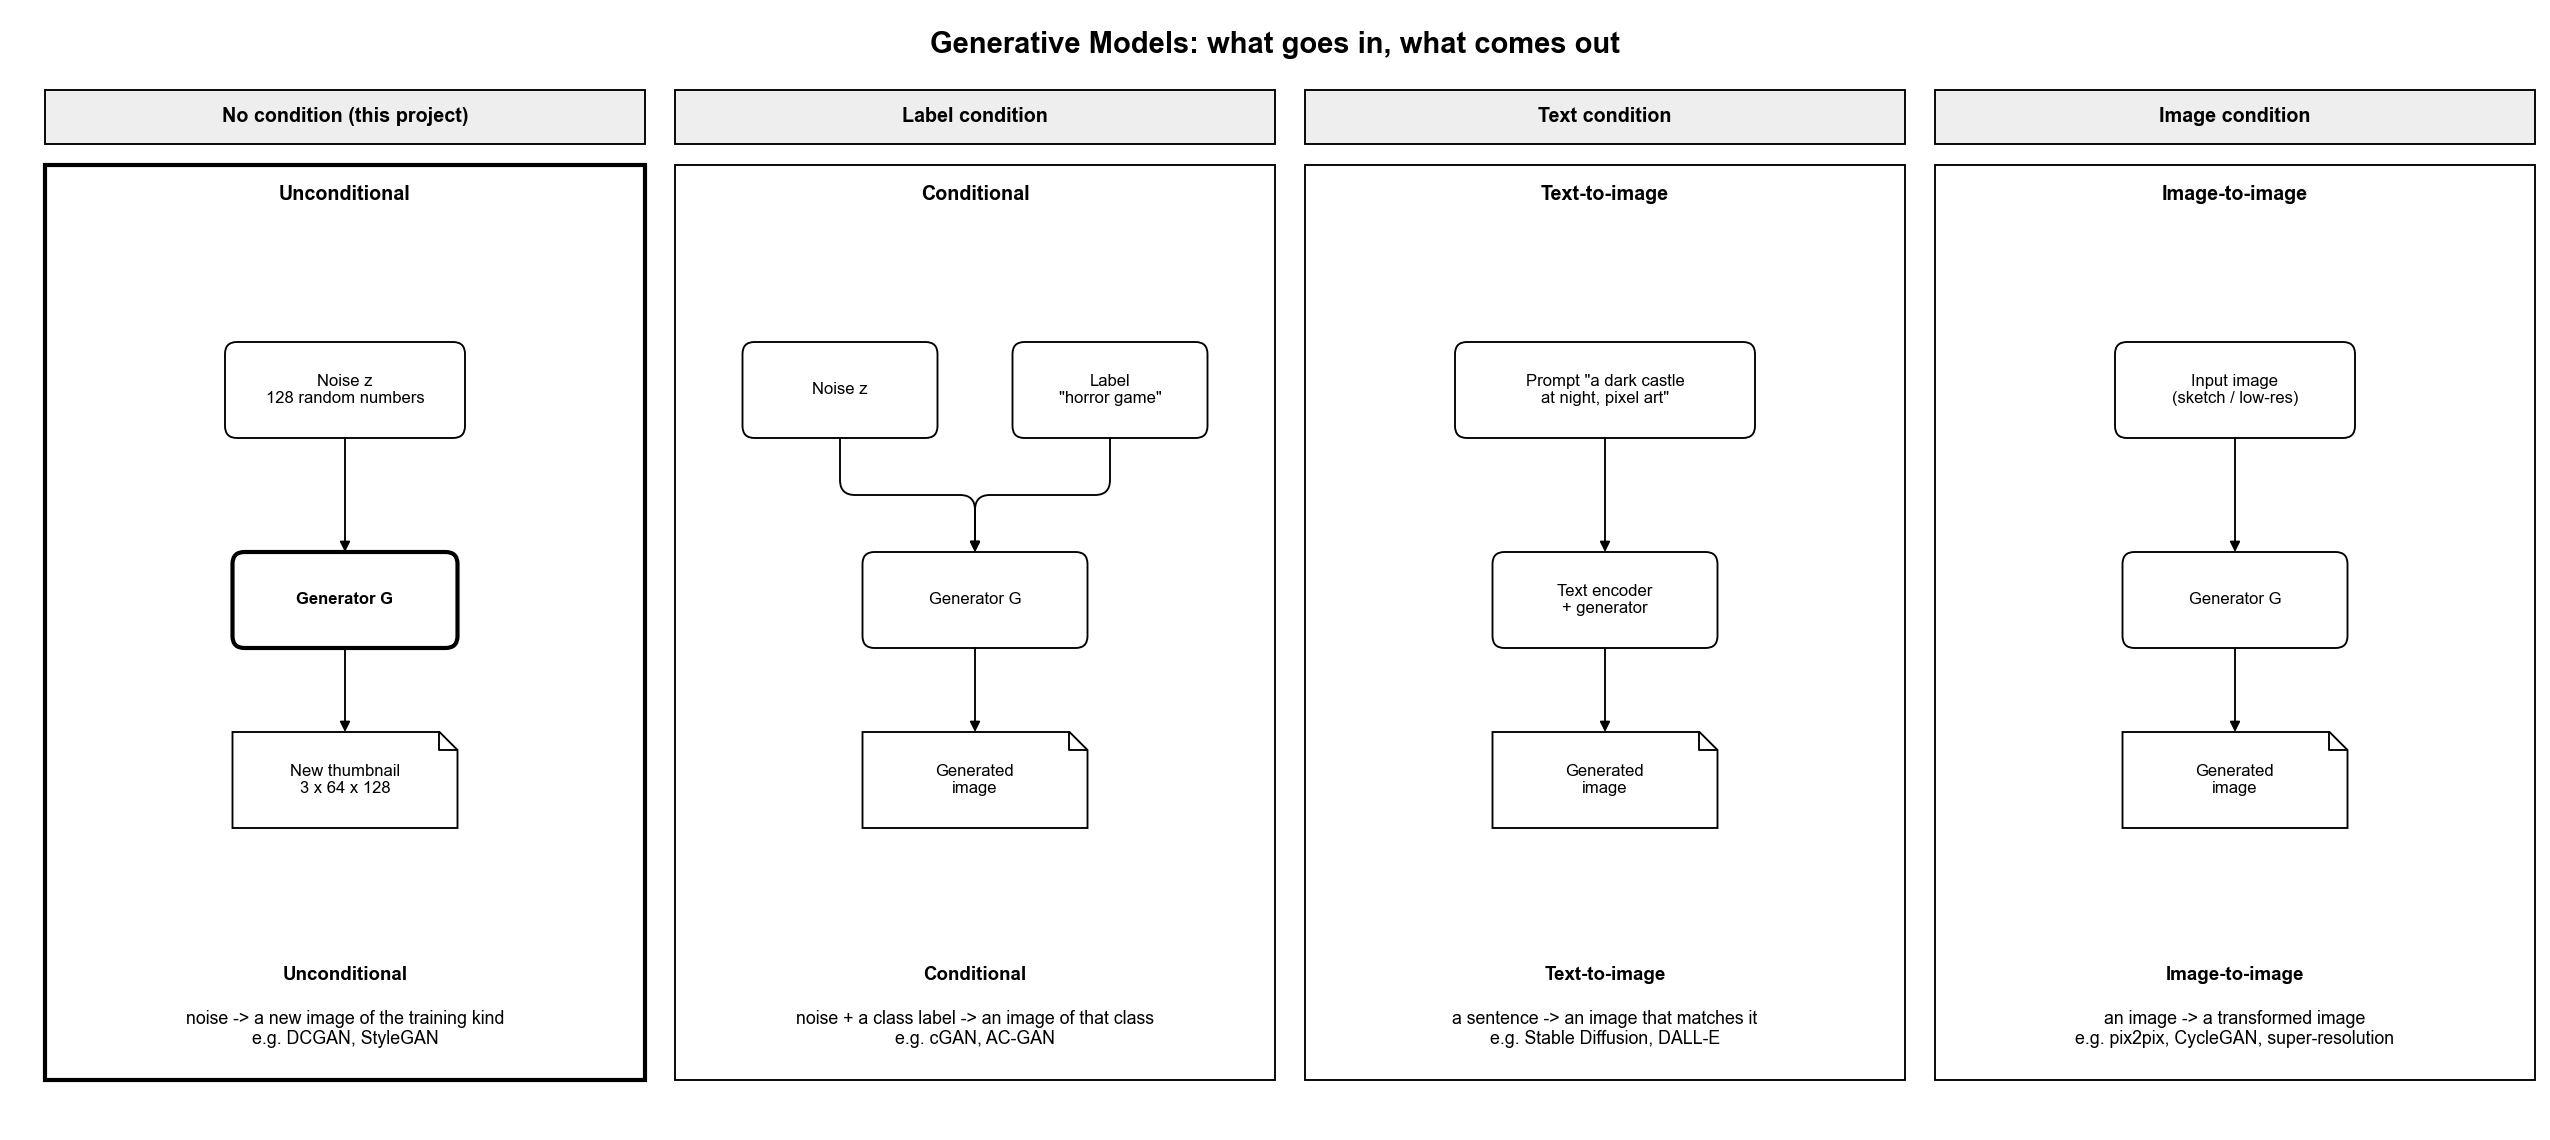 Generative Models: what goes in, what comes out
No condition (this project)
Unconditional
Noise z
128 random numbers
Generator G
New thumbnail
3 x 64 x 128
Unconditional
noise -> a new image of the training kind
e.g. DCGAN, StyleGAN
Label condition
Conditional
Noise z
Label
"horror game"
Generator G
Generated
image
Conditional
noise + a class label -> an image of that class
e.g. cGAN, AC-GAN
Text condition
Text-to-image
Prompt "a dark castle
at night, pixel art"
Text encoder
+ generator
Generated
image
Text-to-image
a sentence -> an image that matches it
e.g. Stable Diffusion, DALL-E
Image condition
Image-to-image
Input image
(sketch / low-res)
Generator G
Generated
image
Image-to-image
an image -> a transformed image
e.g. pix2pix, CycleGAN, super-resolution